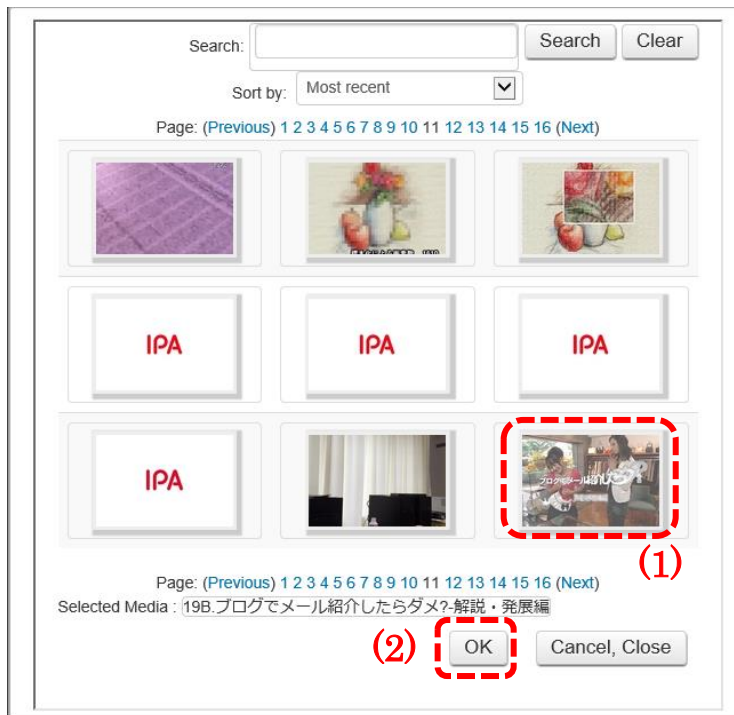 Search:
Search
Clear
Sort by:
Most recent
Page: (Previous) 1 2 3 4 5 6 7 8 9 10 11 12 13 14 15 16 (Next)
IPA
IPA
IPA
IPA
(1)
Page: (Previous) 1 2 3 4 5 6 7 8 9 10 11 12 13 14 15 16 (Next)
Selected Media : 19B.ブログでメール紹介したらダメ?-解説・発展編
(2)
OK
Cancel, Close